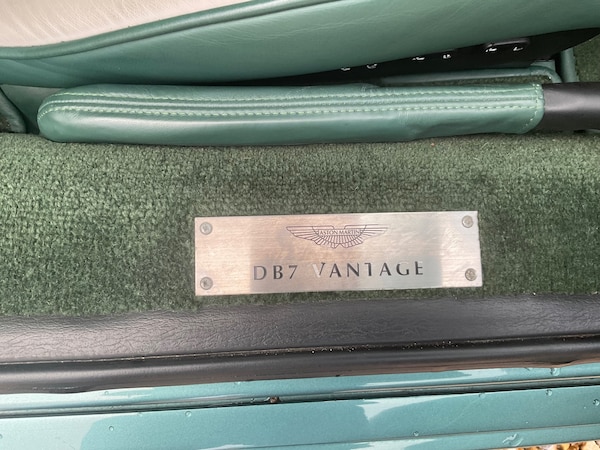 ASTON MARTIN
DB7 VANTAGE